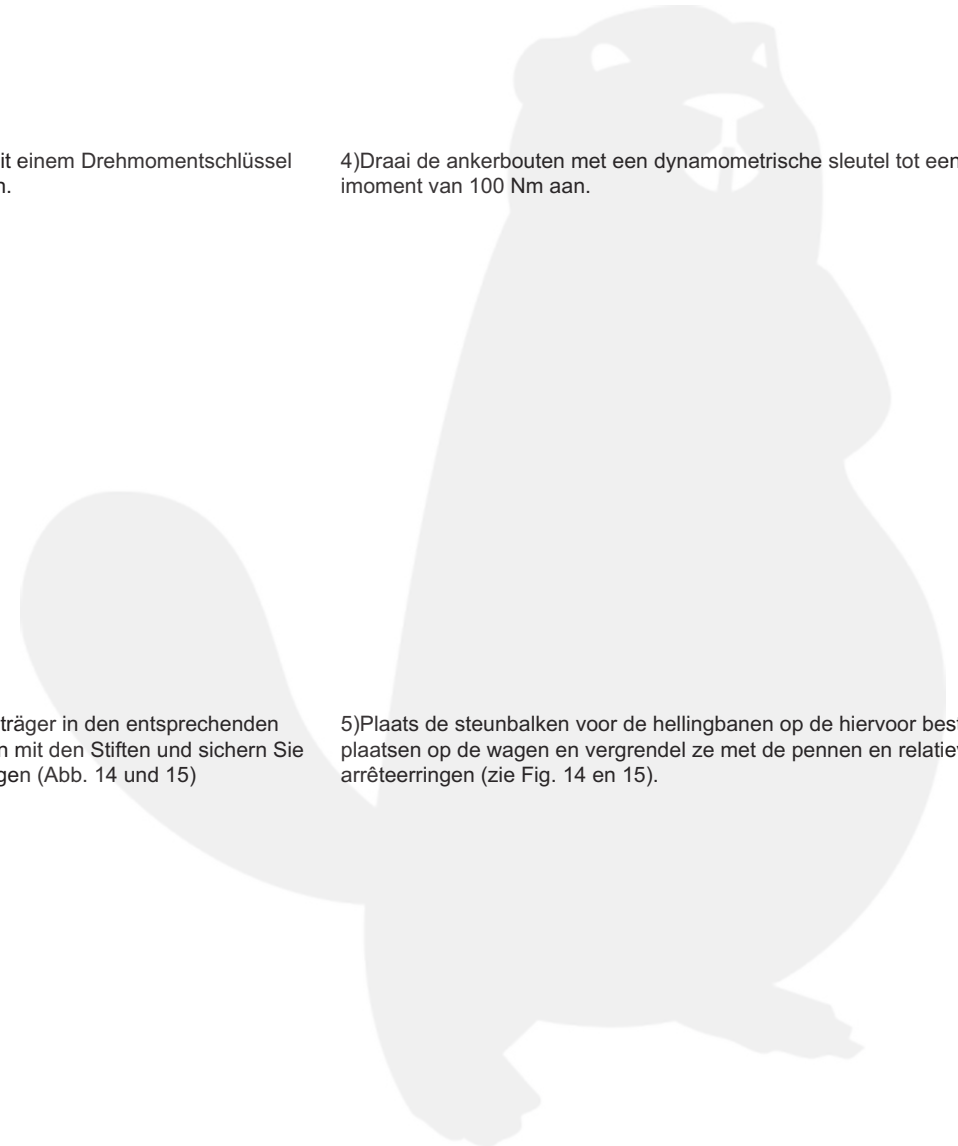 it einem Drehmomentschlüssel
n.
4)Draai de ankerbouten met een dynamometrische sleutel tot een
imoment van 100 Nm aan.
träger in den entsprechenden
n mit den Stiften und sichern Sie
gen (Abb. 14 und 15)
5)Plaats de steunbalken voor de hellingbanen op de hiervoor bes
plaatsen op de wagen en vergrendel ze met de pennen en relatie
arrêteerringen (zie Fig. 14 en 15).